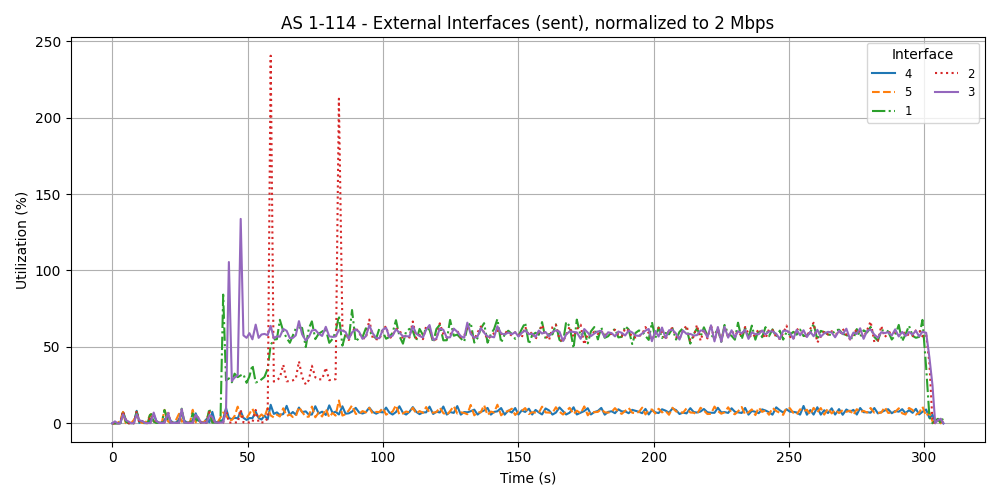 AS 1-114 - External Interfaces (sent), normalized to 2 Mbps
Interface
4
5
1
2
3
Utilization (%)
250
200
150
100
50
0
0 50 100 150 200 250 300
Time (s)